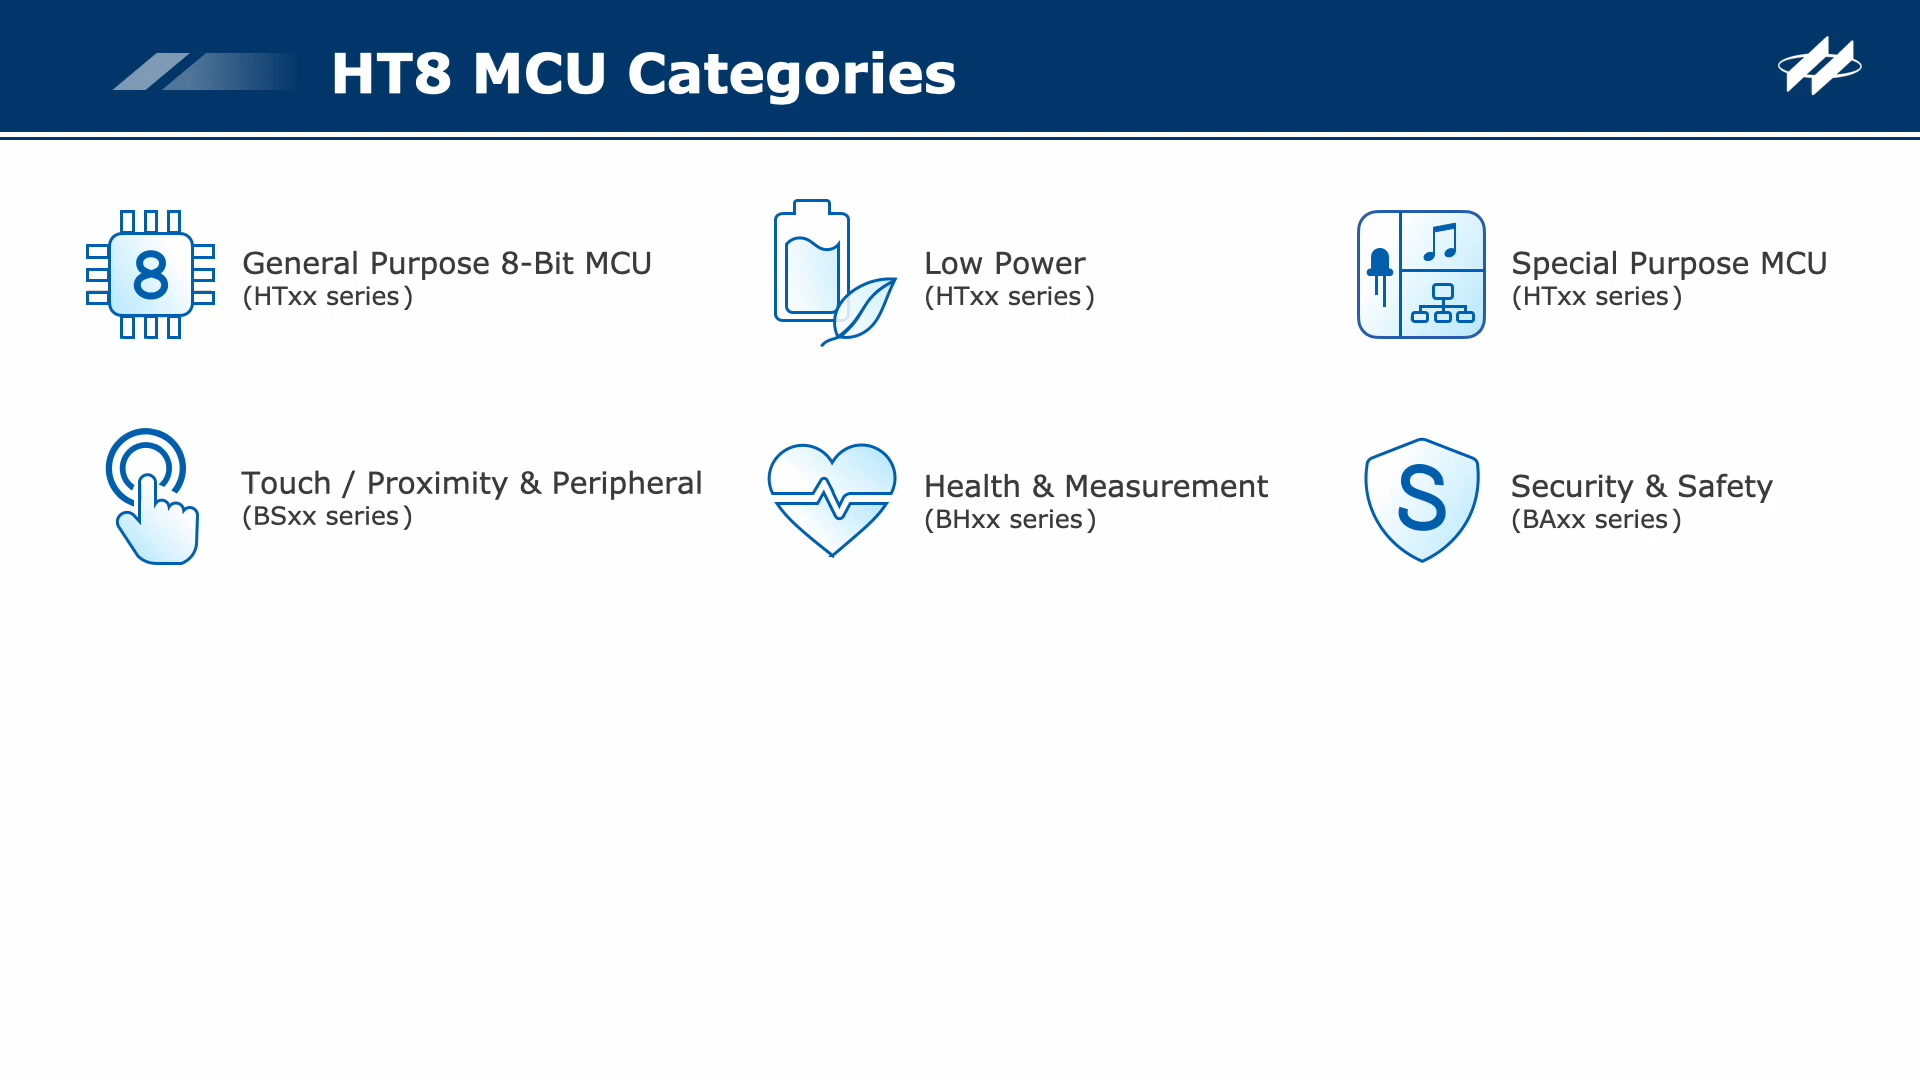 HT8 MCU Categories
8
General Purpose 8-Bit MCU
(HTxx series)
Low Power
(HTxx series)
Special Purpose MCU
(HTxx series)
Touch / Proximity & Peripheral
(BSxx series)
Health & Measurement
(BHxx series)
S
Security & Safety
(BAxx series)